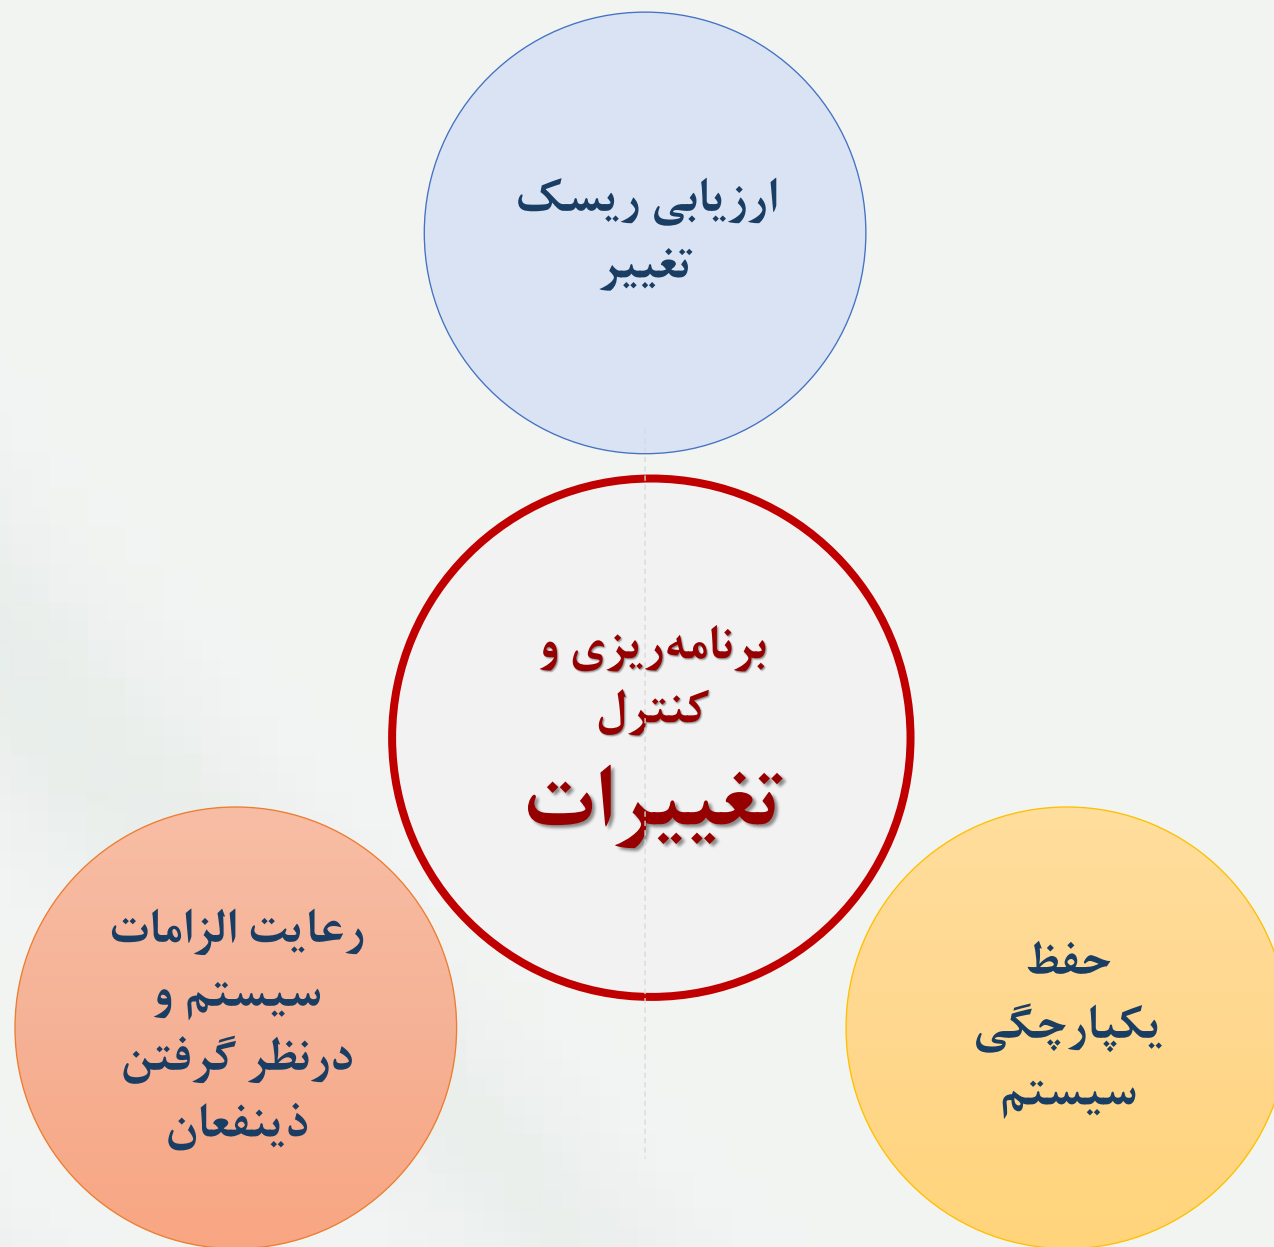 ارزیابی ریسک
تغییر
برنامه‌ریزی و
کنترل
تغییرات
حفظ
یکپارچگی
سیستم
رعایت الزامات
سیستم و
درنظر گرفتن
ذینفعان